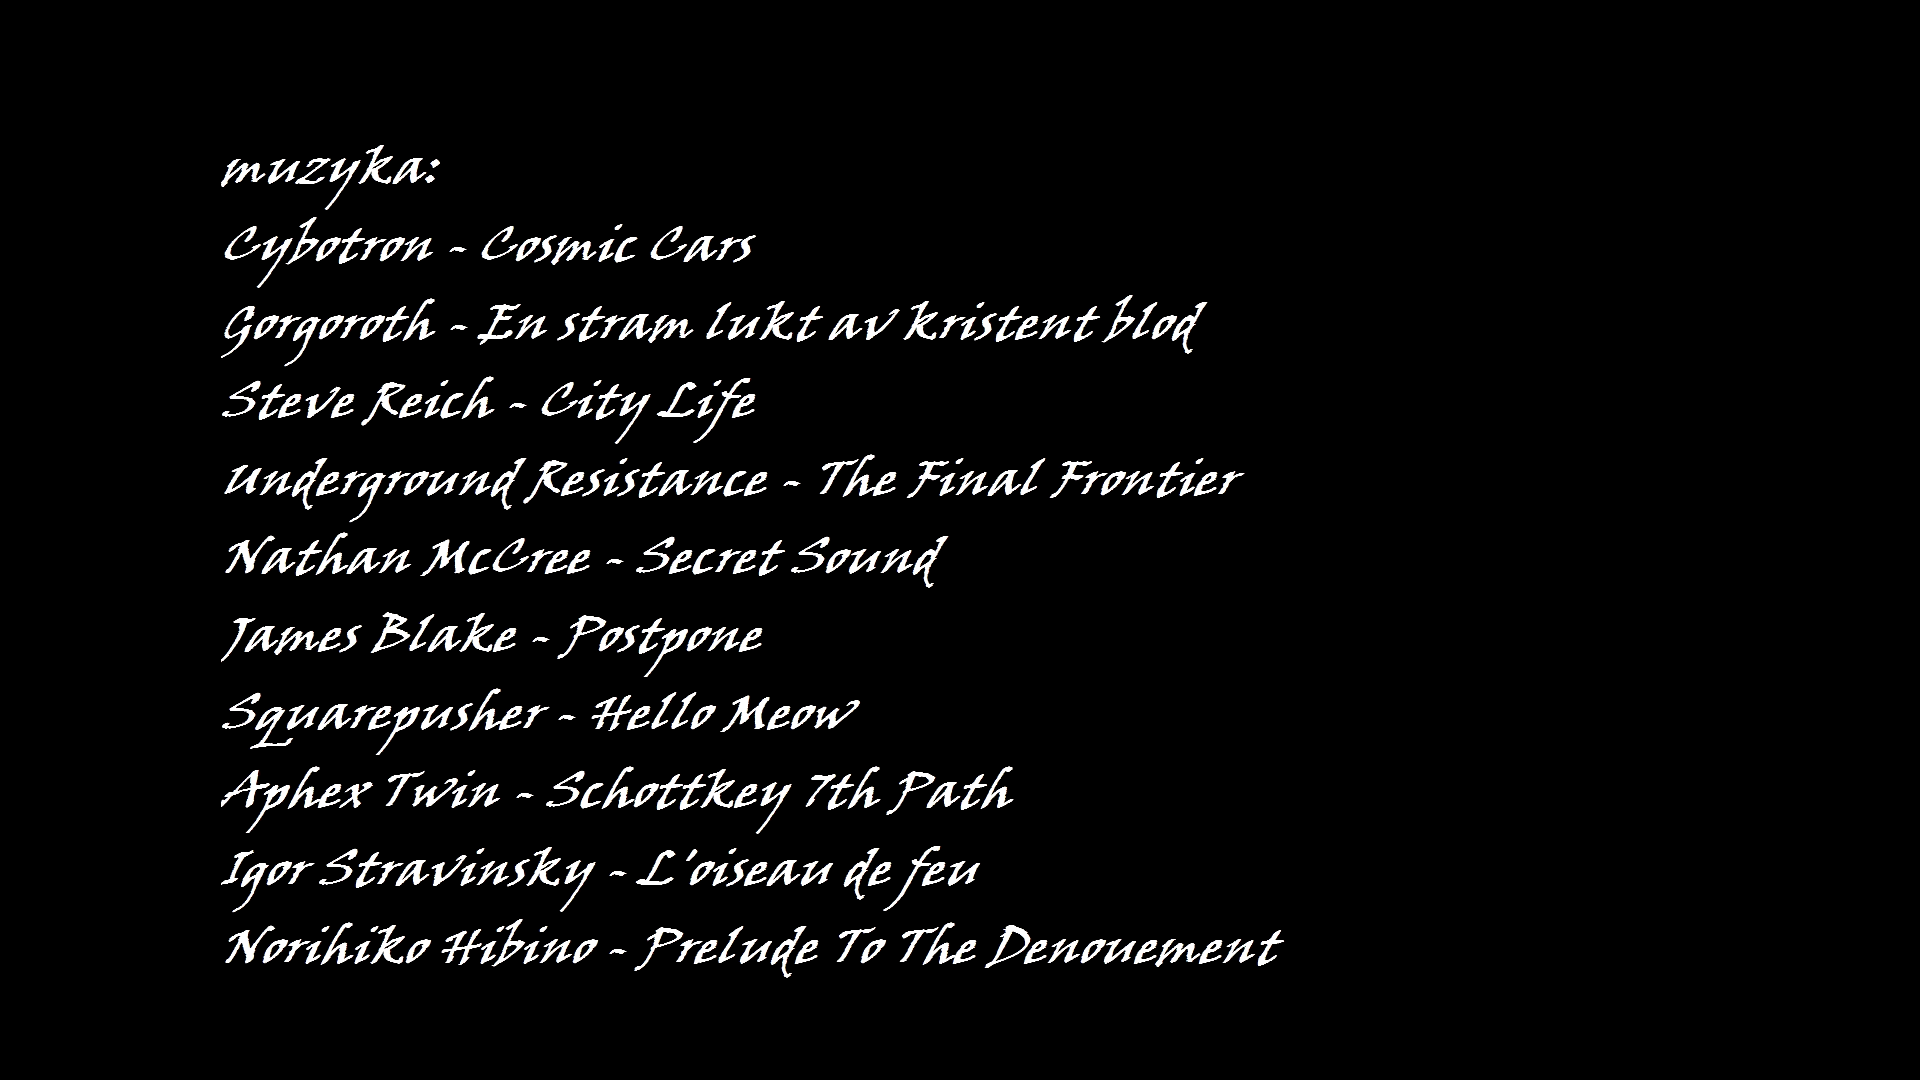 muzyka:
Cybotron - Cosmic Cars
Gorgoroth - En stram lukt av kristent blod
Steve Reich - City Life
Underground Resistance - The Final Frontier
Nathan McCree - Secret Sound
James Blake - Postpone
Squarepusher - Hello Meow
Aphex Twin - Schottkey 7th Path
Igor Stravinsky - L'oiseau de feu
Norihiko Hibino - Prelude To The Denouement